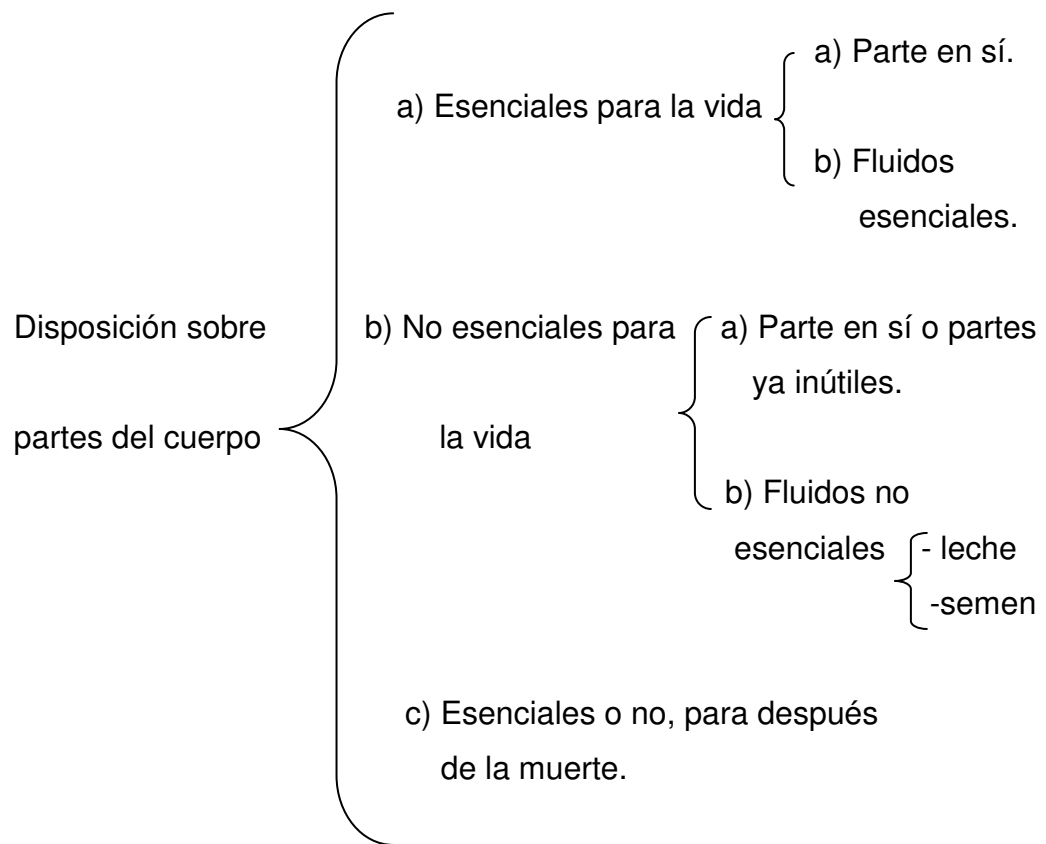 a) Parte en sí.
a) Esenciales para la vida
b) Fluidos
esenciales.
Disposición sobre
partes del cuerpo
b) No esenciales para
la vida
a) Parte en sí o partes
ya inútiles.
b) Fluidos no
esenciales
- leche
-semen
c) Esenciales o no, para después
de la muerte.